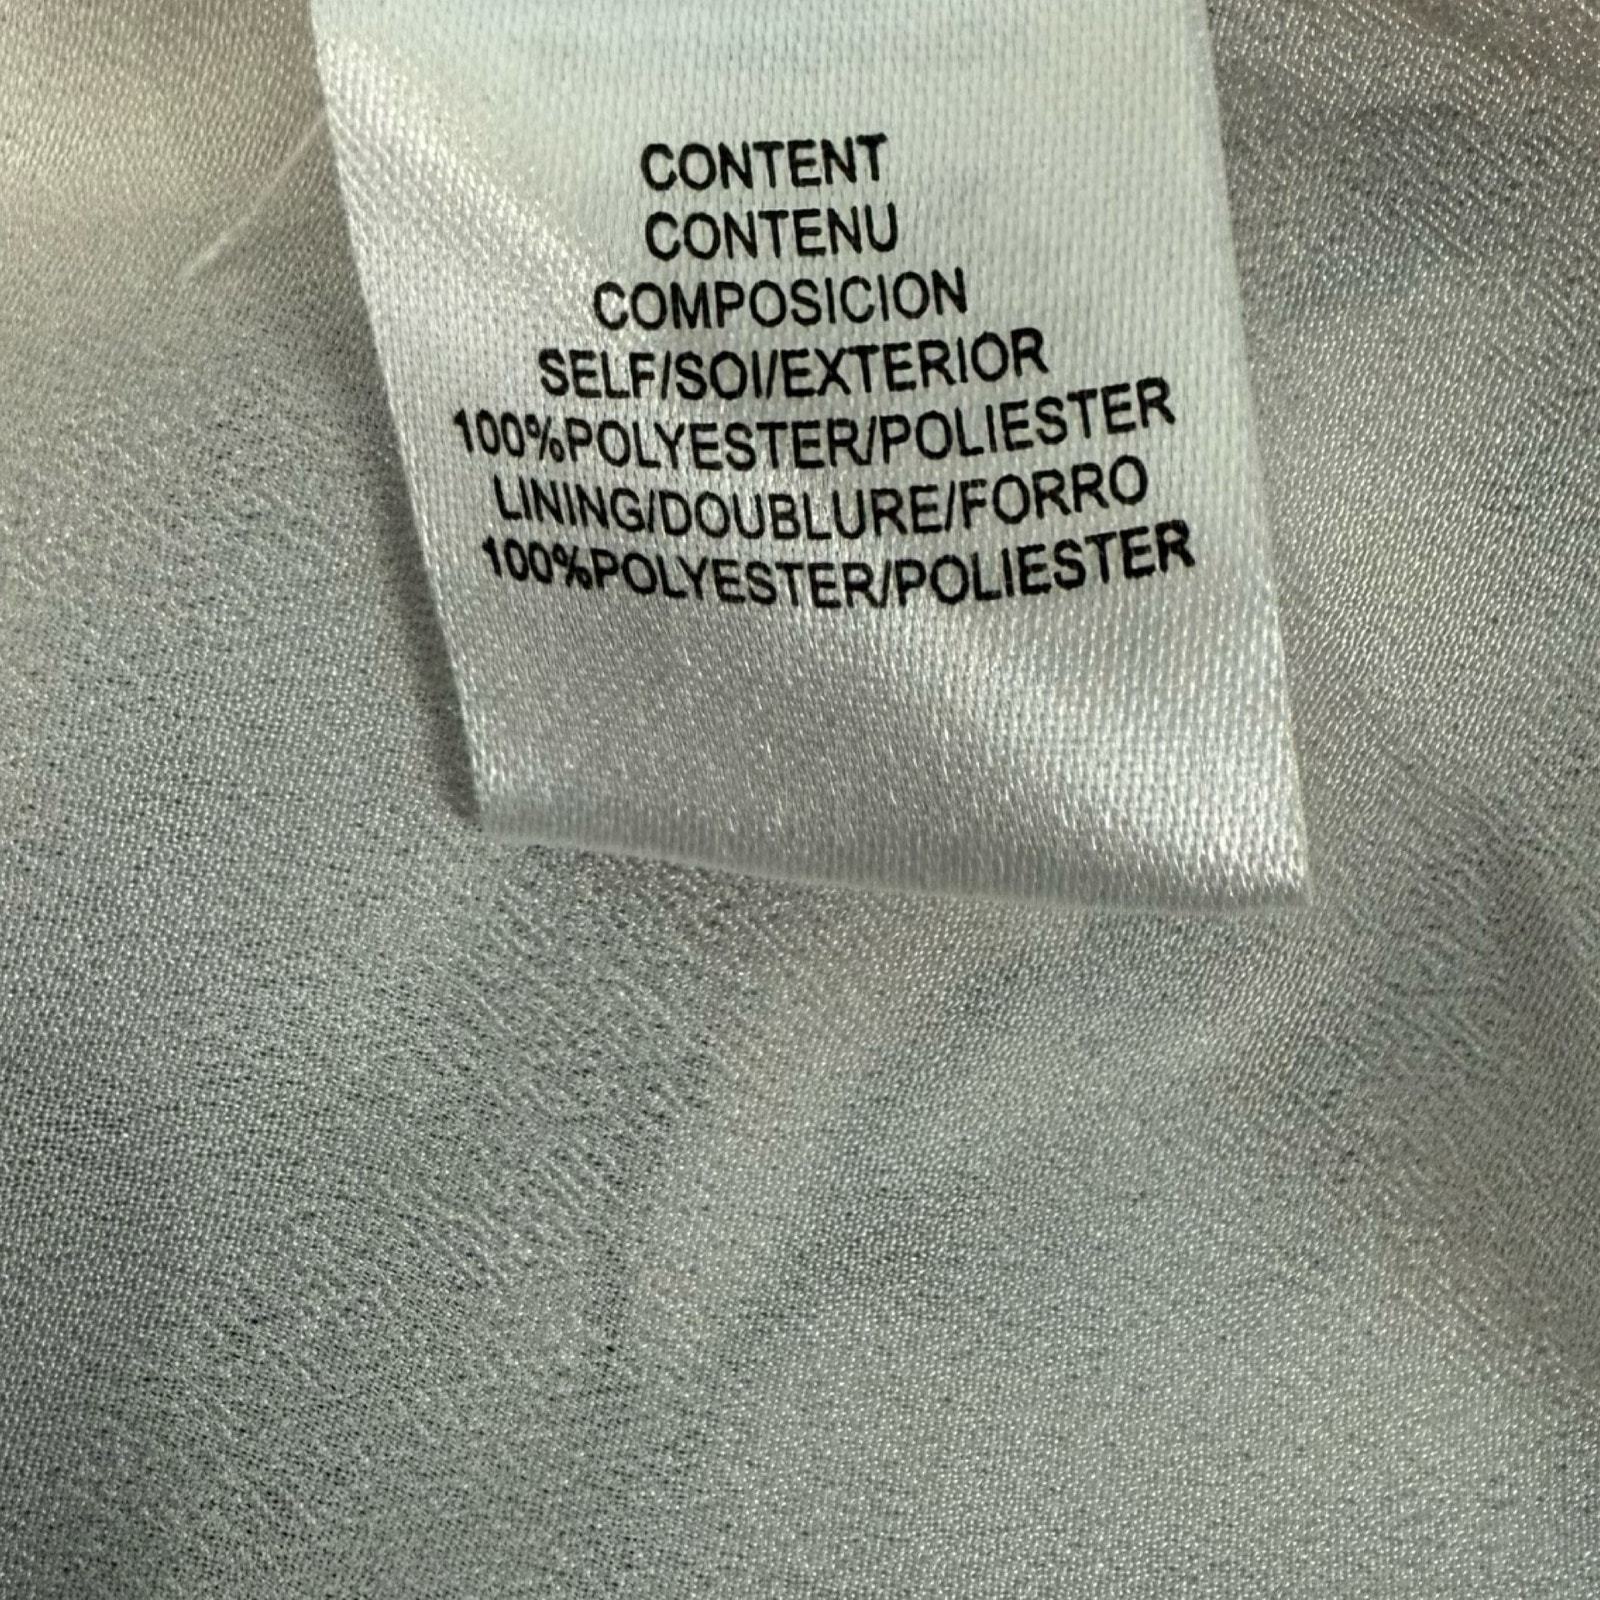 CONTENT
CONTENU
COMPOSICION
SELF/SOI/EXTERIOR
100%POLYESTER/POLIESTER
LINING/DOUBLURE/FORRO
100%POLYESTER/POLIESTER